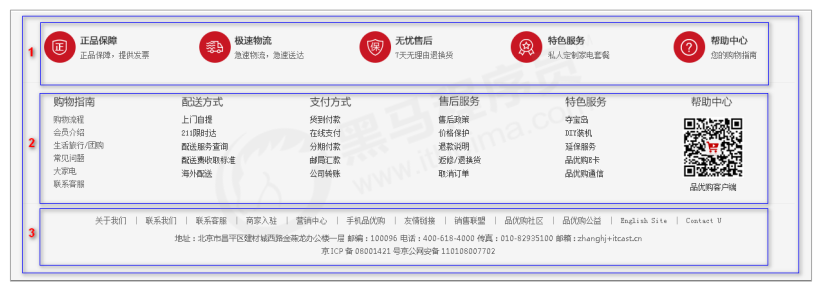 1
正品保障
正品保障，提供发票
极速物流
急速物流，急速送达
无忧售后
7天无理由退换货
特色服务
私人定制家电套餐
帮助中心
您的购物指南
2
购物指南
购物流程
会员介绍
生活旅行/团购
常见问题
大家电
联系客服
配送方式
上门自提
211限时达
配送服务查询
配送费收取标准
海外配送
支付方式
货到付款
在线支付
分期付款
邮局汇款
公司转账
售后服务
售后政策
价格保护
退款说明
返修/退换货
取消订单
特色服务
夺宝岛
DIY装机
延保服务
品优购E卡
品优购通信
帮助中心
品优购客户端
3
关于我们 | 联系我们 | 联系客服 | 商家入驻 | 营销中心 | 手机品优购 | 友情链接 | 销售联盟 | 品优购社区 | 品优购公益 | English Site | Contact U
地址：北京市昌平区建材城西路金燕龙办公楼一层 邮编：100096 电话：400-618-4000 传真：010-82935100 邮箱：zhanghj+itcast.cn
京ICP备08001421号京公网安备110108007702
黑马程序员
www.itheima.com